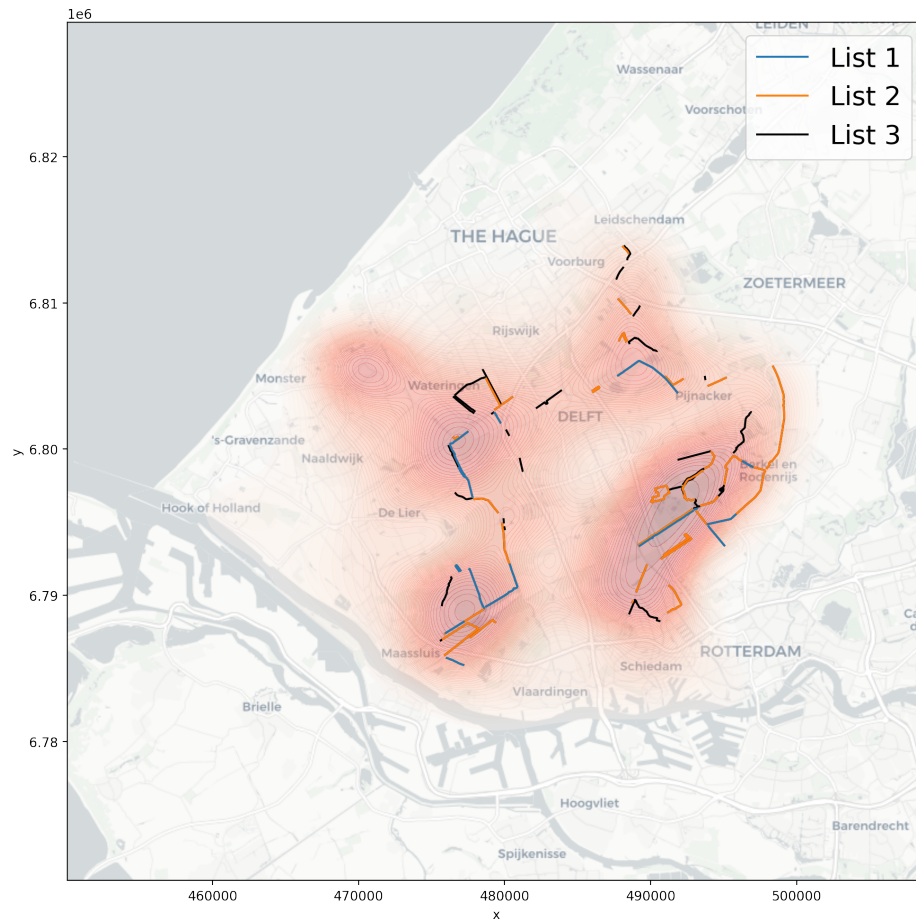 1e6
LEIDEN
Wassenaar
List 1
Voorschoten
List 2
List 3
6.82
Leidschendam
THE HAGUE
Voorburg
ZOETERMEER
6.81
Rijswijk
Monster
Wateringen
Pijnacker
DELFT
6.80
's-Gravenzande
Naaldwijk
Berkel en
Rodenrijs
Hook of Holland
De Lier
6.79
Maassluis
ROTTERDAM
Schiedam
Vlaardingen
Brielle
6.78
Hoogvliet
Barendrecht
Spijkenisse
460000 470000 480000 490000 500000
x
y